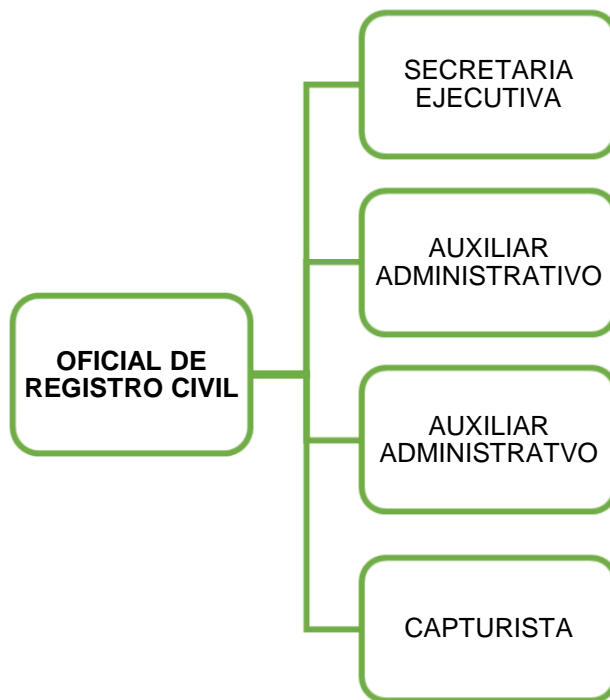 SECRETARIA
EJECUTIVA
AUXILIAR
ADMINISTRATIVO
OFICIAL DE
REGISTRO CIVIL
AUXILIAR
ADMINISTRATVO
CAPTURISTA